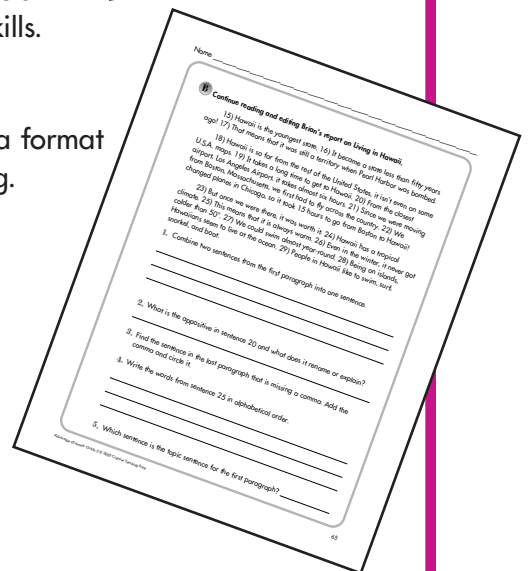 kills.
a format
g.
Name
B Continue reading and editing Brian's report on Living in Hawaii.
15) Hawaii is the youngest state. 16) It became a state less than fifty years
ago! 17) That means that it was still a territory when Pearl Harbor was bombed.
18) Hawaii is so far from the rest of the United States, it isn't even on some
U.S.A. maps. 19) It takes a long time to get to Hawaii. 20) From the closest
airport, Los Angeles Airport, it takes almost six hours. 21) Since we were moving
from Boston, Massachusetts, we first had to fly across the country. 22) We
changed planes in Chicago, so it took 15 hours to go from Boston to Hawaii!
23) But once we were there, it was worth it. 24) Hawaii has a tropical
climate. 25) This means that it is always warm. 26) Even in the winter, it never got
colder than 50°. 27) We could swim almost year-round. 28) Being on islands,
Hawaiians seem to live at the ocean. 29) People in Hawaii like to swim, surf,
snorkel, and boat.
1. Combine two sentences from the first paragraph into one sentence.
2. What is the appositive in sentence 20 and what does it rename or explain?
3. Find the sentence in the last paragraph that is missing a comma. Add the
comma and circle it.
4. Write the words from sentence 25 in alphabetical order.
5. Which sentence is the topic sentence for the first paragraph?
65